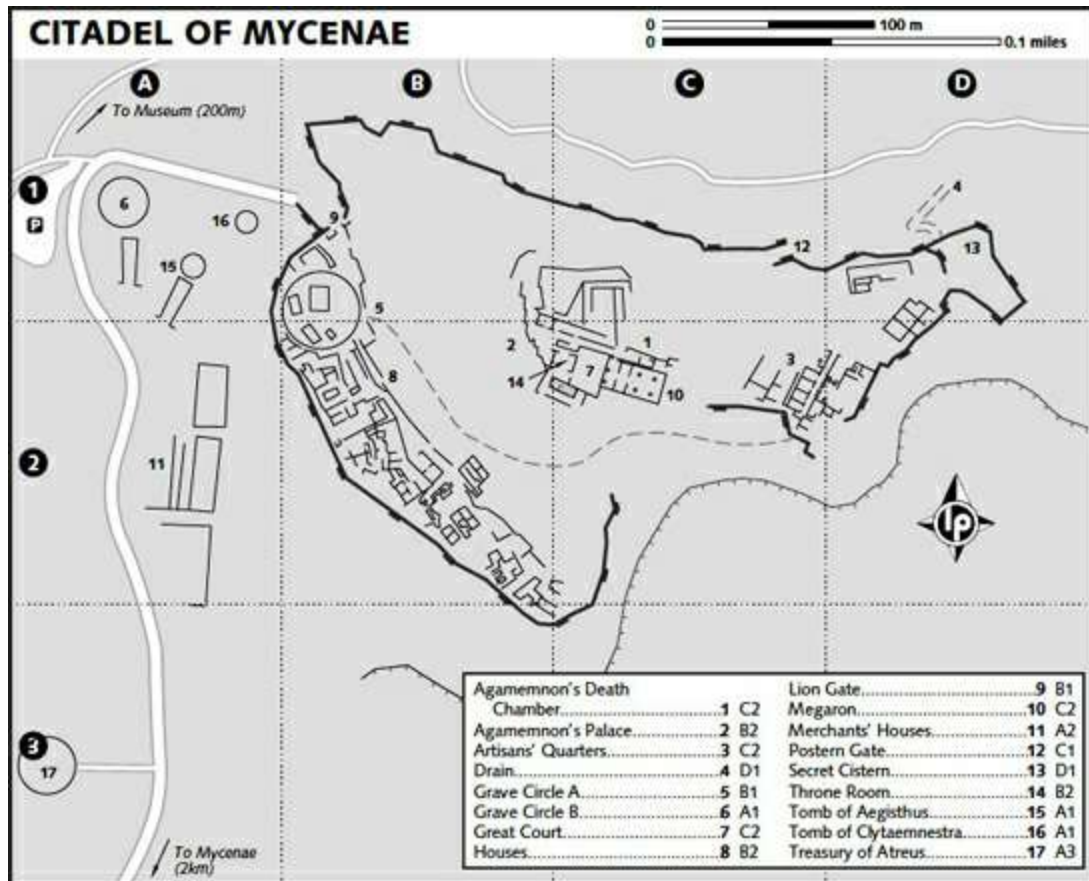 CITADEL OF MYCENAE
0 100 m
0 0.1 miles
A B C D
To Museum (200m)
1
P
6
16
15
9
5
12
4
13
2
14
7
1
10
3
8
2
11
lp
3
17
To Mycenae
(2km)
Agamemnon's Death
Chamber 1 C2
Agamemnon's Palace 2 B2
Artisans' Quarters 3 C2
Drain 4 D1
Grave Circle A 5 B1
Grave Circle B 6 A1
Great Court 7 C2
Houses 8 B2
Lion Gate 9 B1
Megaron 10 C2
Merchants' Houses 11 A2
Postern Gate 12 C1
Secret Cistern 13 D1
Throne Room 14 B2
Tomb of Aegisthus 15 A1
Tomb of Clytaemnestra 16 A1
Treasury of Atreus 17 A3